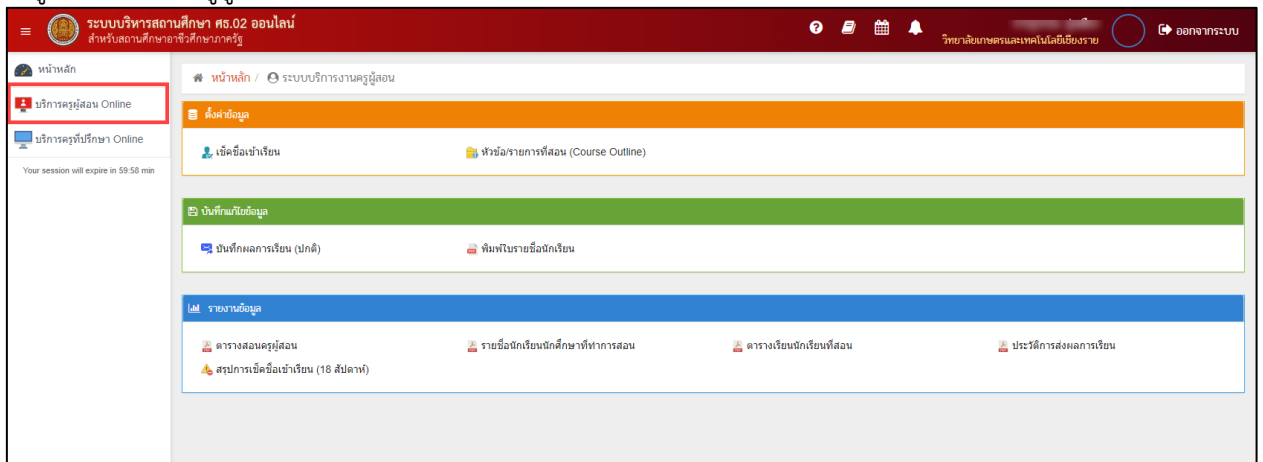 ระบบบริหารสถานศึกษา ศธ.02 ออนไลน์
สำหรับสถานศึกษาอาชีวศึกษาภาครัฐ
วิทยาลัยเกษตรและเทคโนโลยีเชียงราย
ออกจากระบบ
หน้าหลัก
บริการครูผู้สอน Online
บริการครูที่ปรึกษา Online
Your session will expire in 59:58 min
หน้าหลัก / ระบบบริการงานครูผู้สอน
ตั้งค่าข้อมูล
เช็คชื่อเข้าเรียน
หัวข้อ/รายการที่สอน (Course Outline)
บันทึกแก้ไขข้อมูล
บันทึกผลการเรียน (ปกติ)
พิมพ์ใบรายชื่อนักเรียน
รายงานข้อมูล
ตารางสอนครูผู้สอน
รายชื่อนักเรียนนักศึกษาที่ทำการสอน
ตารางเรียนนักเรียนที่สอน
ประวัติการส่งผลการเรียน
สรุปการเช็คชื่อเข้าเรียน (18 สัปดาห์)